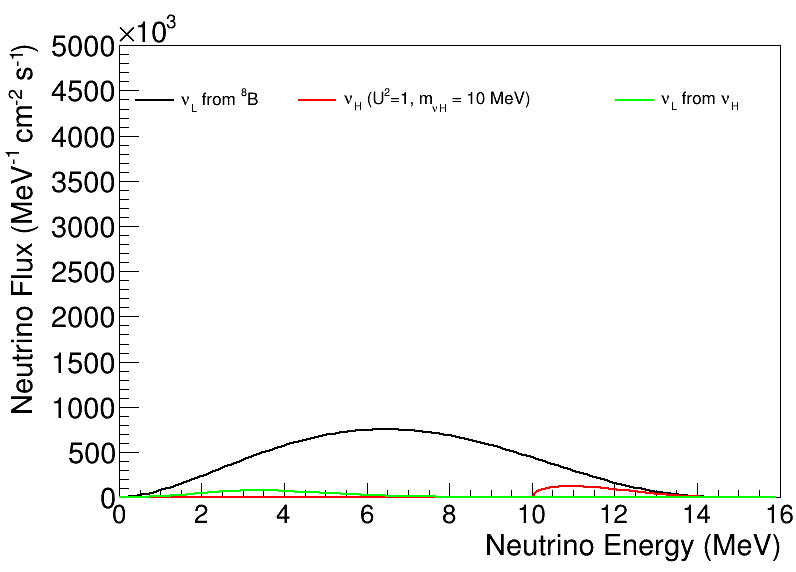 ×10³
5000
4500
4000
3500
3000
2500
2000
1500
1000
500
0
Neutrino Flux (MeV⁻¹ cm⁻² s⁻¹)
ν_L from ⁸B
ν_H (U²=1, m_νH = 10 MeV)
ν_L from ν_H
0 2 4 6 8 10 12 14 16
Neutrino Energy (MeV)